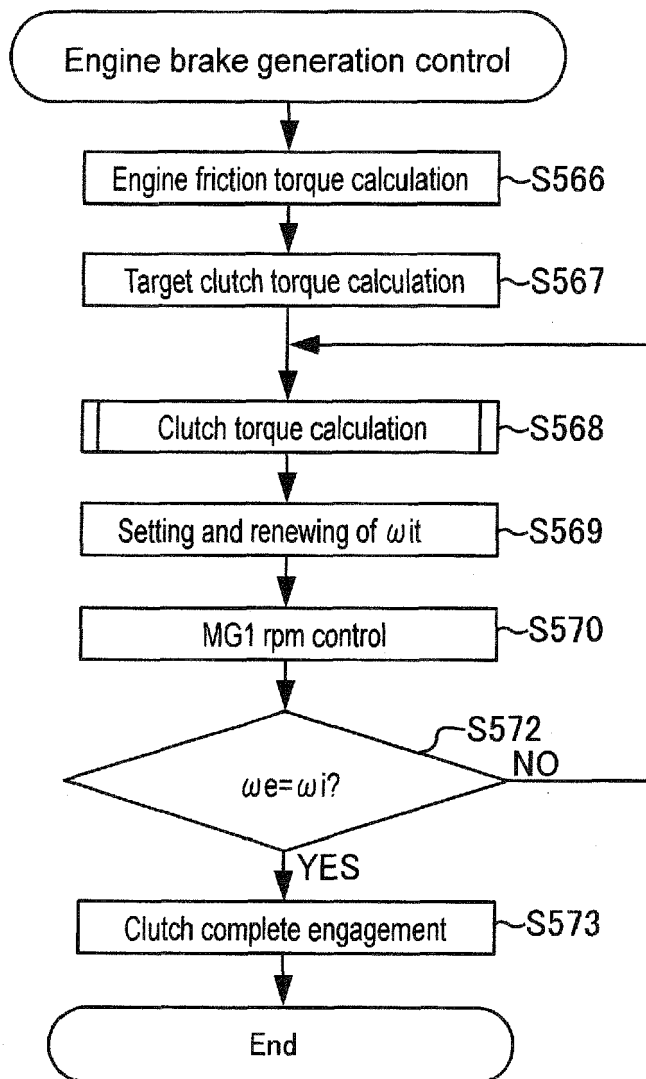 Engine brake generation control
Engine friction torque calculation
S566
Target clutch torque calculation
S567
Clutch torque calculation
S568
Setting and renewing of ωit
S569
MG1 rpm control
S570
S572
ωe=ωi?
NO
YES
Clutch complete engagement
S573
End